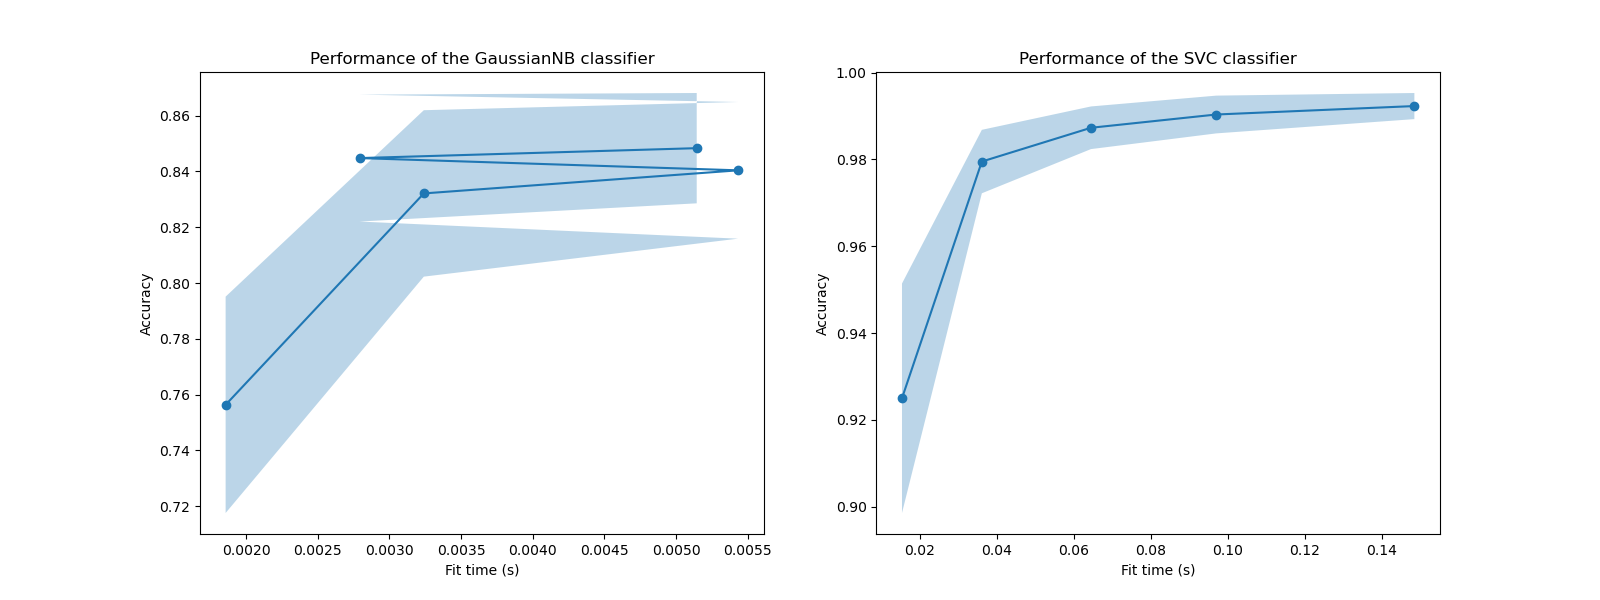 Performance of the GaussianNB classifier
Accuracy
0.86
0.84
0.82
0.80
0.78
0.76
0.74
0.72
0.0020 0.0025 0.0030 0.0035 0.0040 0.0045 0.0050 0.0055
Fit time (s)
Performance of the SVC classifier
Accuracy
1.00
0.98
0.96
0.94
0.92
0.90
0.02 0.04 0.06 0.08 0.10 0.12 0.14
Fit time (s)